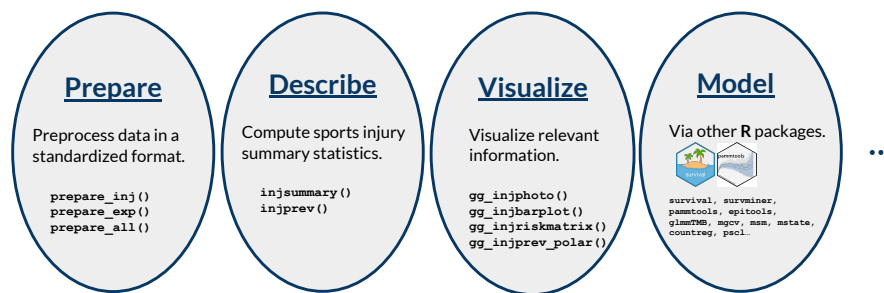 Prepare
Preprocess data in a
standardized format.
prepare_inj()
prepare_exp()
prepare_all()
Describe
Compute sports injury
summary statistics.
injsummary()
injprev()
Visualize
Visualize relevant
information.
gg_injphoto()
gg_injbarplot()
gg_injriskmatrix()
gg_injprev_polar()
Model
Via other R packages.
survival
pammtools
survival, survminer,
pammtools, epitools,
glmmTMB, mgcv, msm, mstate,
countreg, pscl…
..